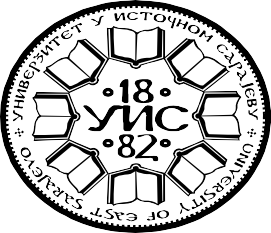 УНИВЕРЗИТЕТ У ИСТОЧНОМ САРАЈЕВУ
18
УИС
82.
UNIVERSITY OF EAST SARAJEVO